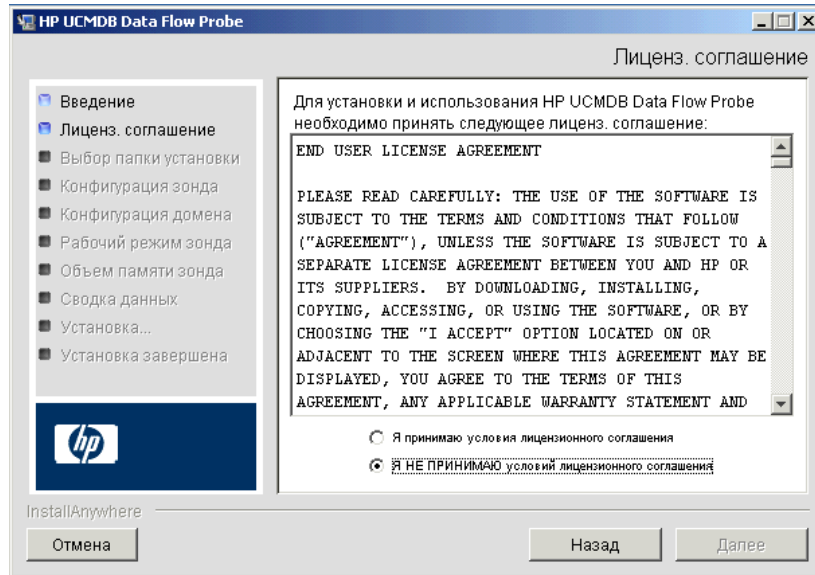 HP UCMDB Data Flow Probe
Лиценз. соглашение
Введение
Лиценз. соглашение
Выбор папки установки
Конфигурация зонда
Конфигурация домена
Рабочий режим зонда
Объем памяти зонда
Сводка данных
Установка...
Установка завершена
hp
Для установки и использования HP UCMDB Data Flow Probe
необходимо принять следующее лиценз. соглашение:
END USER LICENSE AGREEMENT
PLEASE READ CAREFULLY: THE USE OF THE SOFTWARE IS
SUBJECT TO THE TERMS AND CONDITIONS THAT FOLLOW
("AGREEMENT"), UNLESS THE SOFTWARE IS SUBJECT TO A
SEPARATE LICENSE AGREEMENT BETWEEN YOU AND HP OR
ITS SUPPLIERS.  BY DOWNLOADING, INSTALLING,
COPYING, ACCESSING, OR USING THE SOFTWARE, OR BY
CHOOSING THE "I ACCEPT" OPTION LOCATED ON OR
ADJACENT TO THE SCREEN WHERE THIS AGREEMENT MAY BE
DISPLAYED, YOU AGREE TO THE TERMS OF THIS
AGREEMENT, ANY APPLICABLE WARRANTY STATEMENT AND
Я принимаю условия лицензионного соглашения
Я НЕ ПРИНИМАЮ условий лицензионного соглашения
InstallAnywhere
Отмена
Назад
Далее